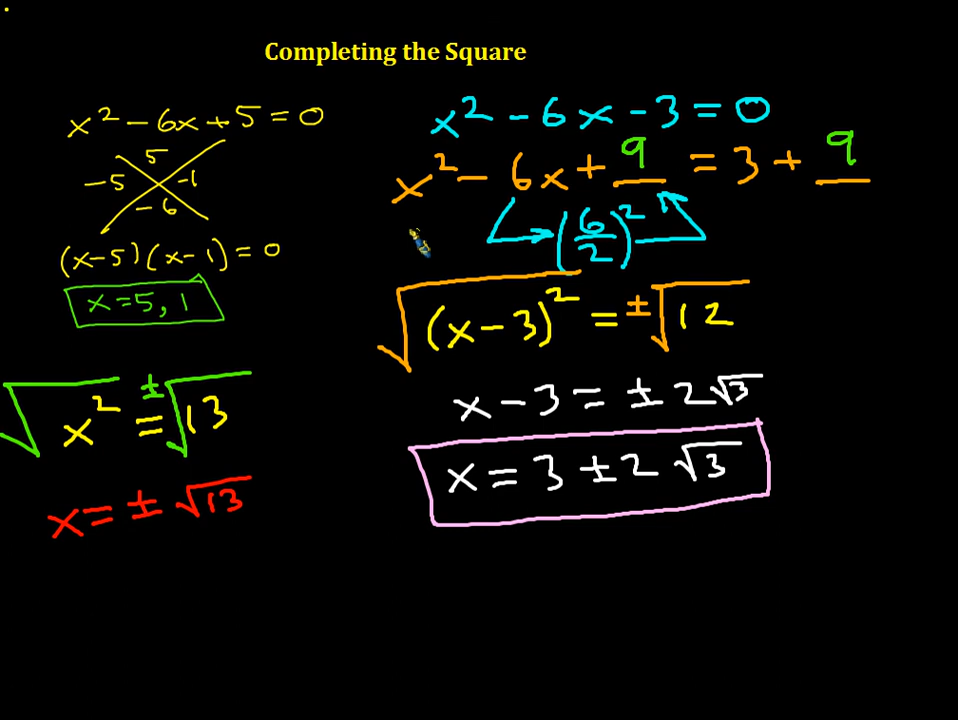 Completing the Square
x² - 6x + 5 = 0
5
-5 -1
-6
(x-5)(x-1) = 0
x = 5, 1
√x² = ±√13
x = ± √13
x² - 6x - 3 = 0
x² - 6x + 9 = 3 + 9
(6/2)²
√(x-3)² = ±√12
x - 3 = ± 2√3
x = 3 ± 2√3